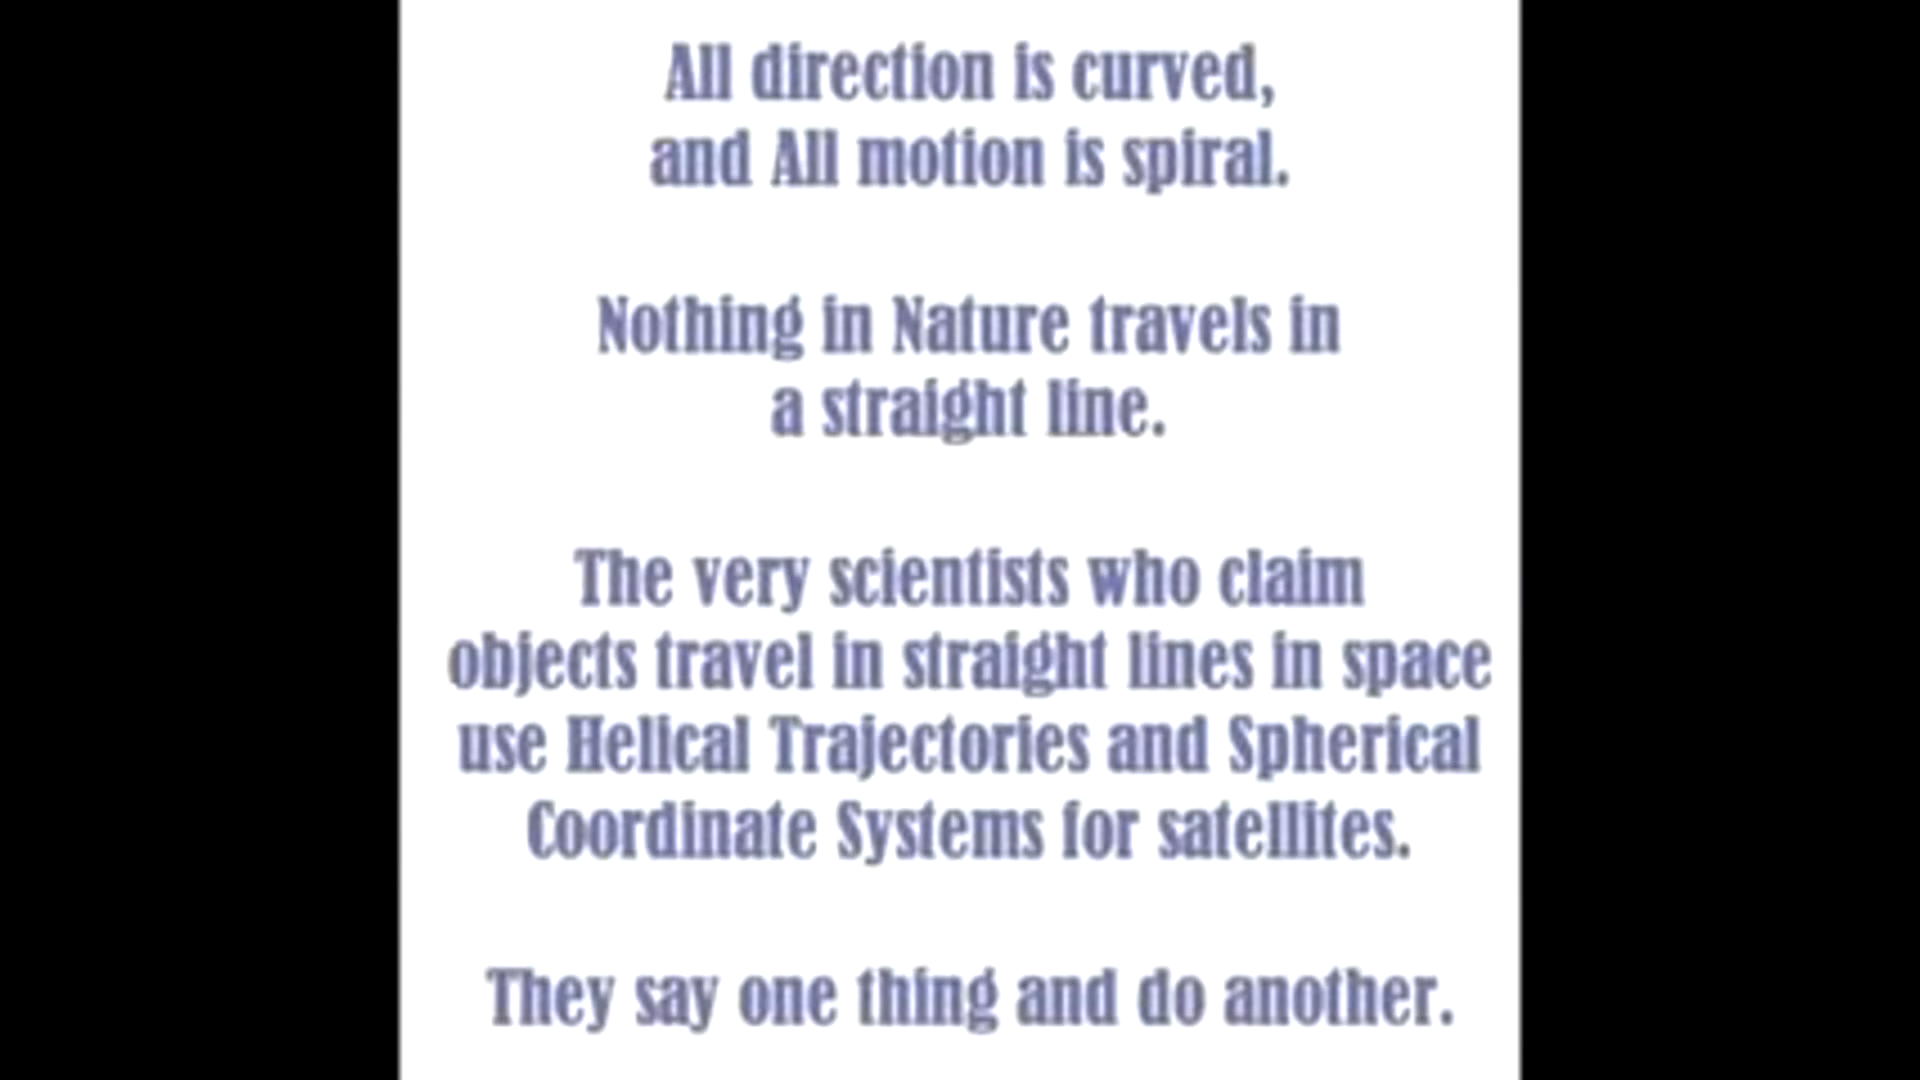 All direction is curved,
and All motion is spiral.
Nothing in Nature travels in
a straight line.
The very scientists who claim
objects travel in straight lines in space
use Helical Trajectories and Spherical
Coordinate Systems for satellites.
They say one thing and do another.